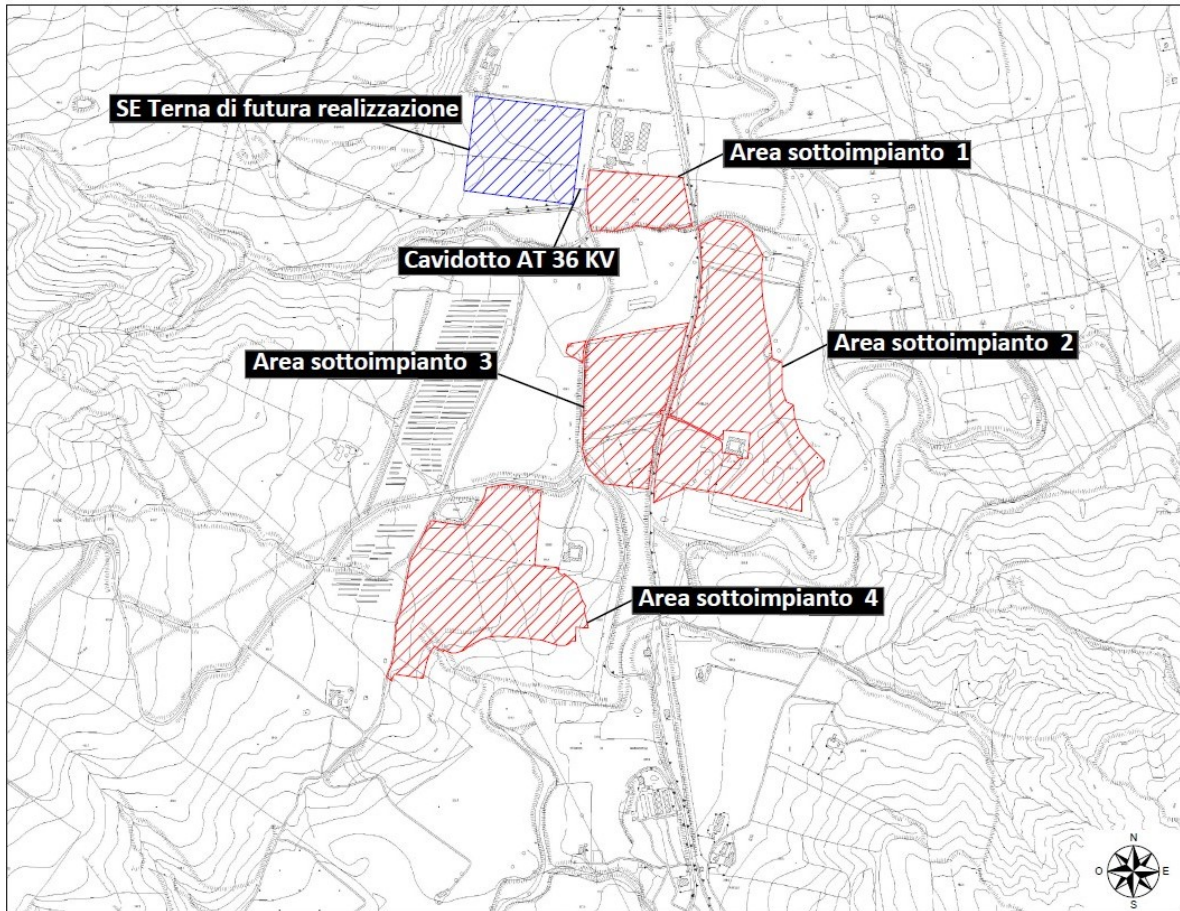 SE Terna di futura realizzazione
Area sottoimpianto 1
Cavidotto AT 36 KV
Area sottoimpianto 2
Area sottoimpianto 3
Area sottoimpianto 4
N
O
E
S